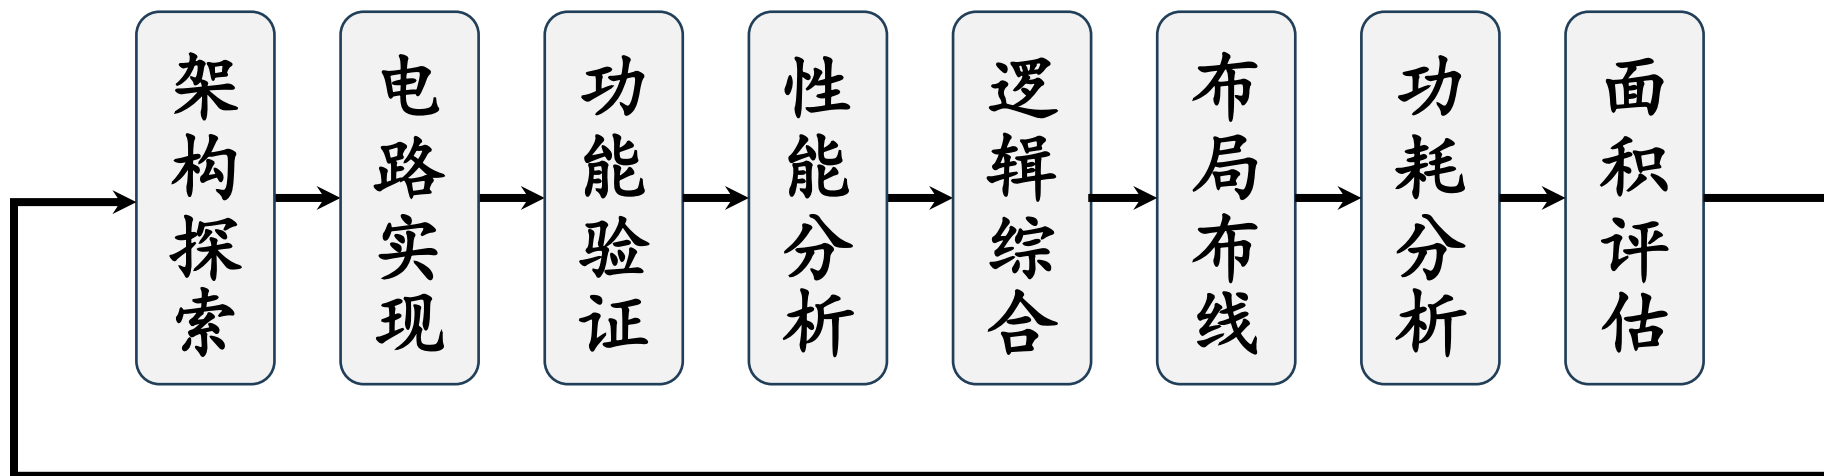 架构探索
电路实现
功能验证
性能分析
逻辑综合
布局布线
功耗分析
面积评估